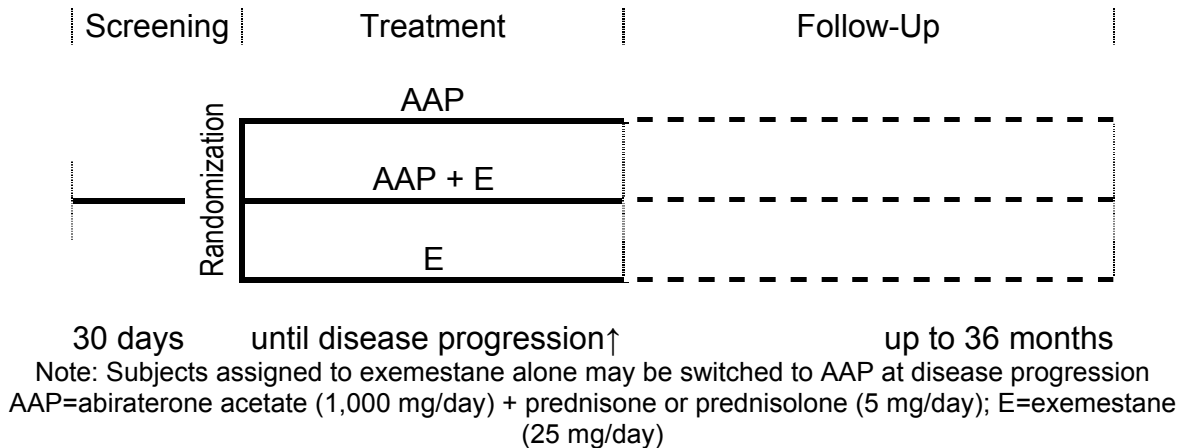 Screening Treatment Follow-Up
AAP
Randomization
AAP + E
E
30 days until disease progression↑ up to 36 months
Note: Subjects assigned to exemestane alone may be switched to AAP at disease progression
AAP=abiraterone acetate (1,000 mg/day) + prednisone or prednisolone (5 mg/day); E=exemestane
(25 mg/day)